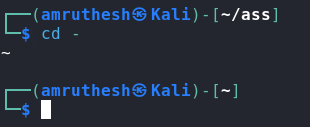 ┌──(amruthesh㉿Kali)-[~/ass]
└─$ cd -
~
┌──(amruthesh㉿Kali)-[~]
└─$